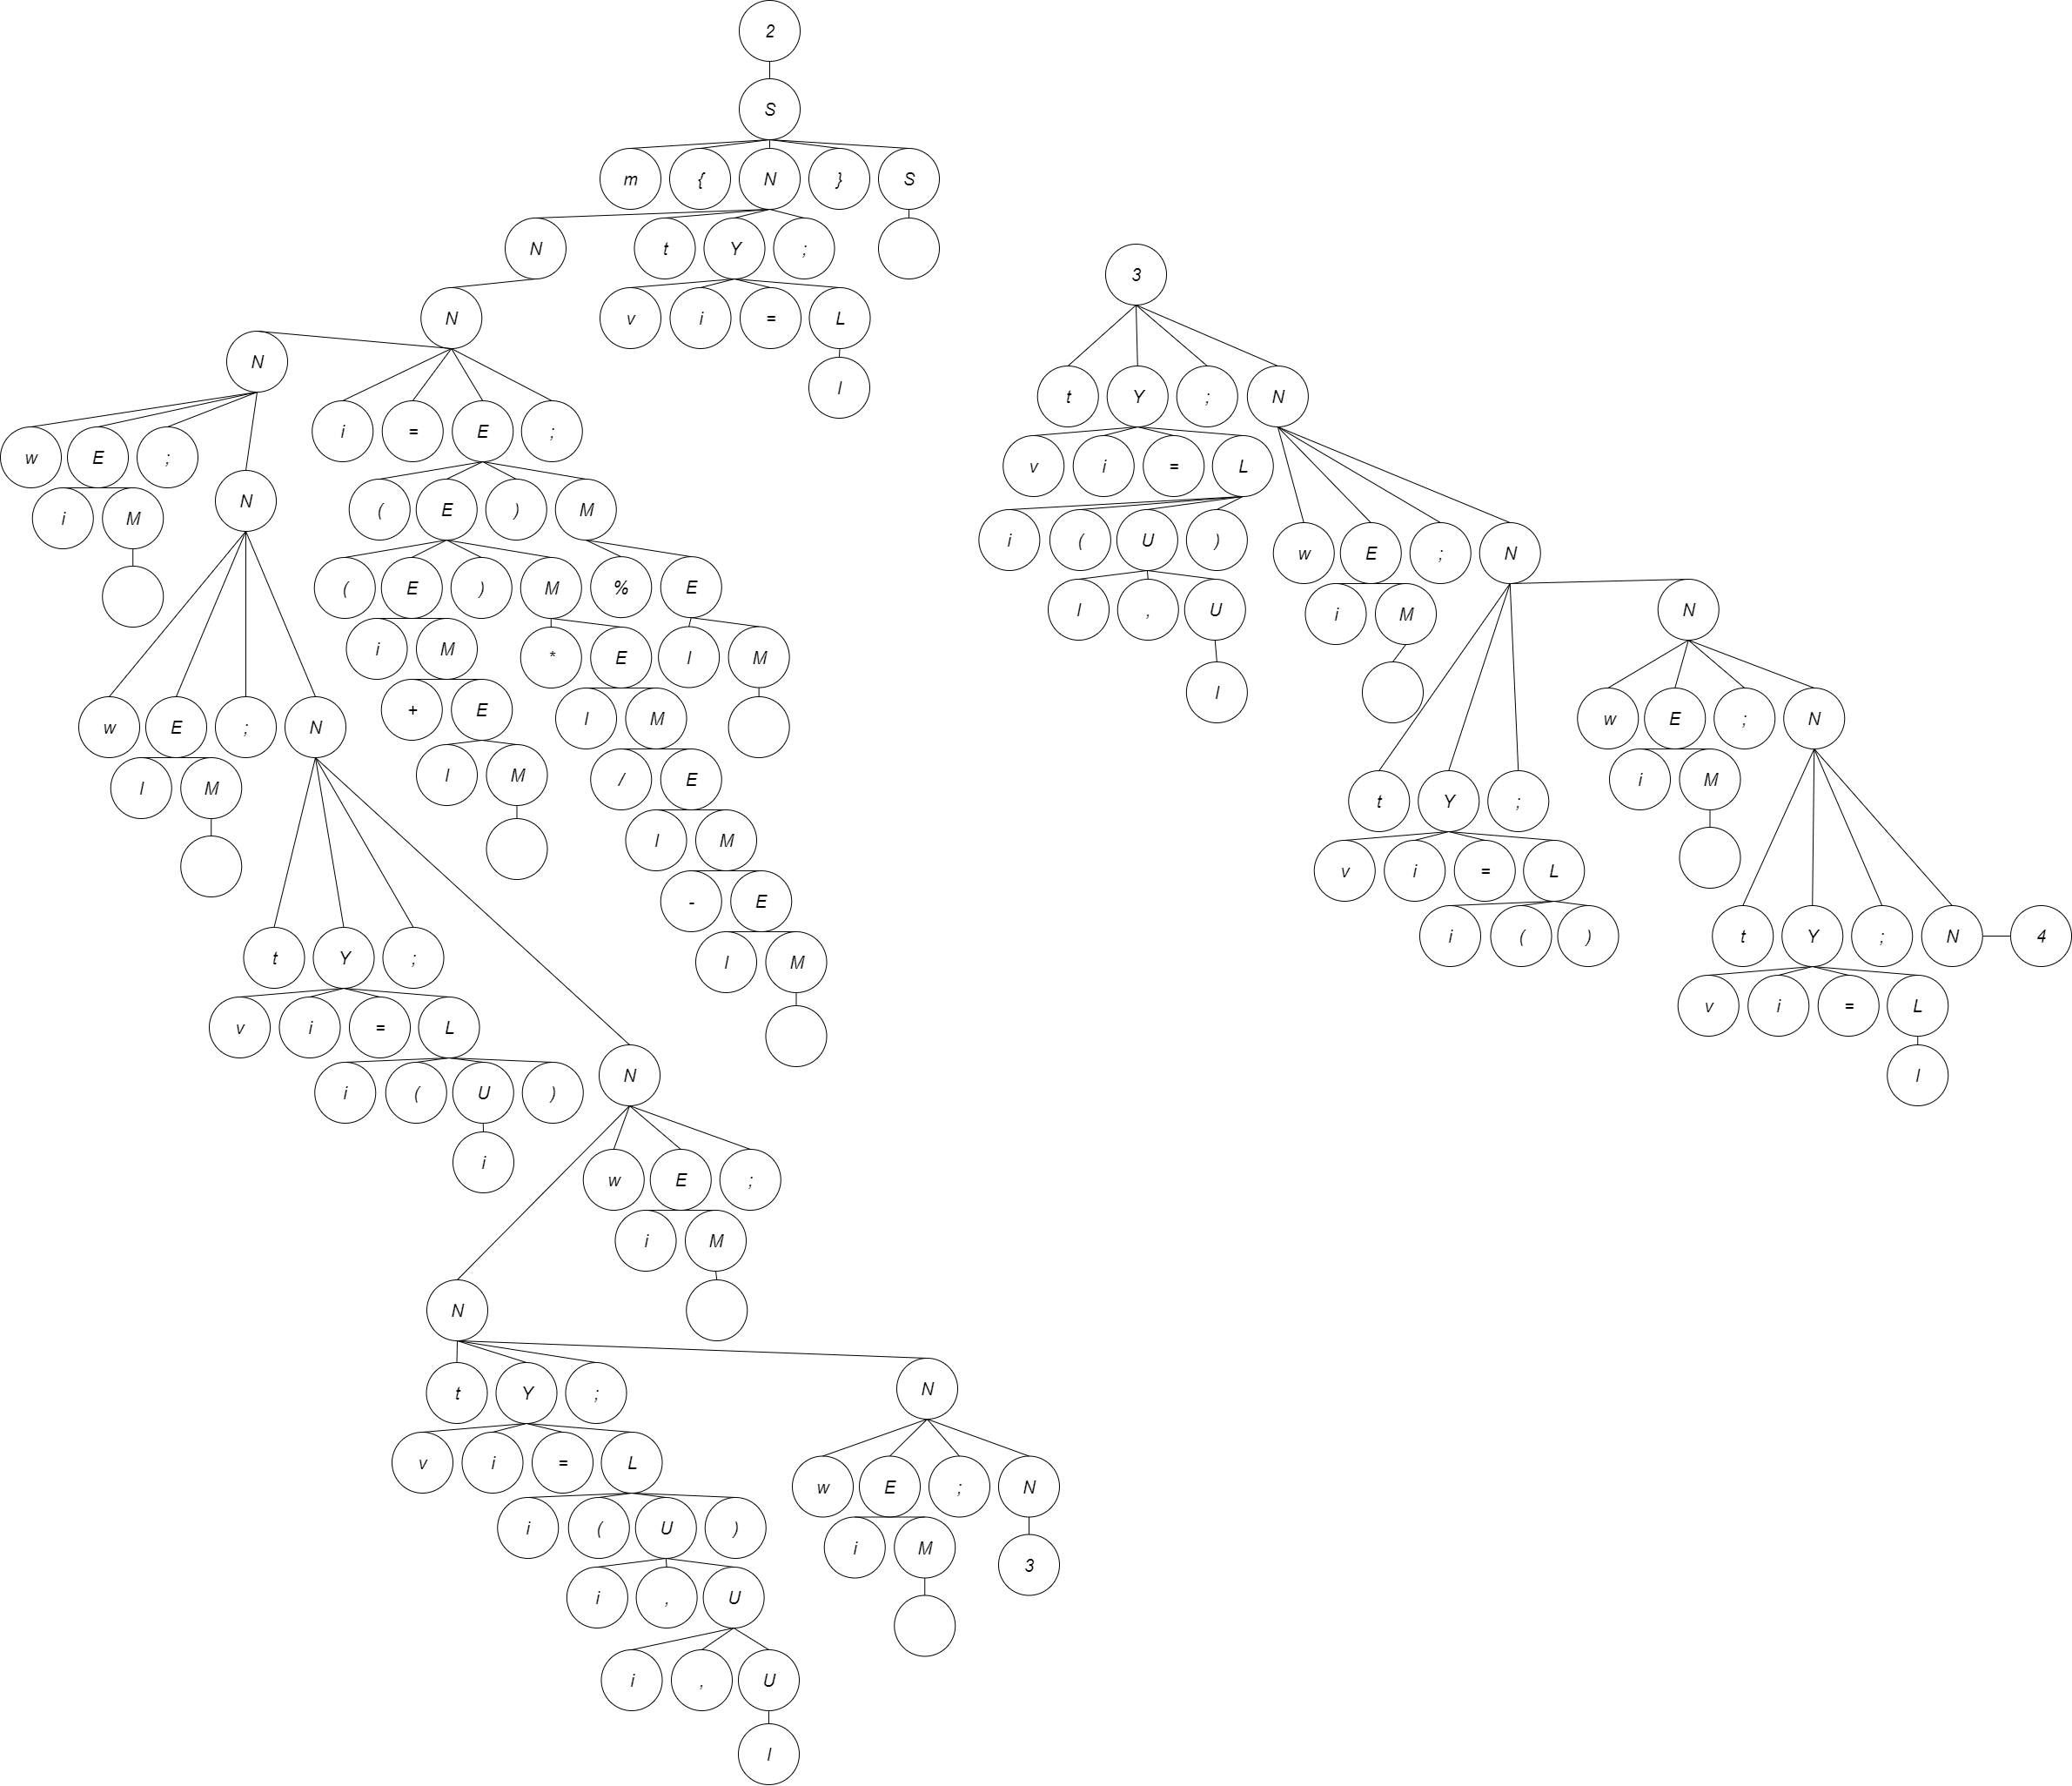 2
S
m { N } S
N t Y ;
3
N v i = L
N
l
t Y ; N
i = E ;
w E ;
v i = L
N
( E ) M
i M
i ( U )
w E ; N
( E ) M % E
l , U
i M
N
i M * E l M
l
w E ; N
+ E
l M
w E ; N
l M
/ E
i M
t Y ;
l M
l M
v i = L
- E
t Y ; N 4
i ( )
t Y ;
l M
v i = L
v i = L
l
N
i ( U )
i
w E ;
i M
N
t Y ;
N
v i = L
w E ; N
i ( U )
i M
3
i , U
i , U
l